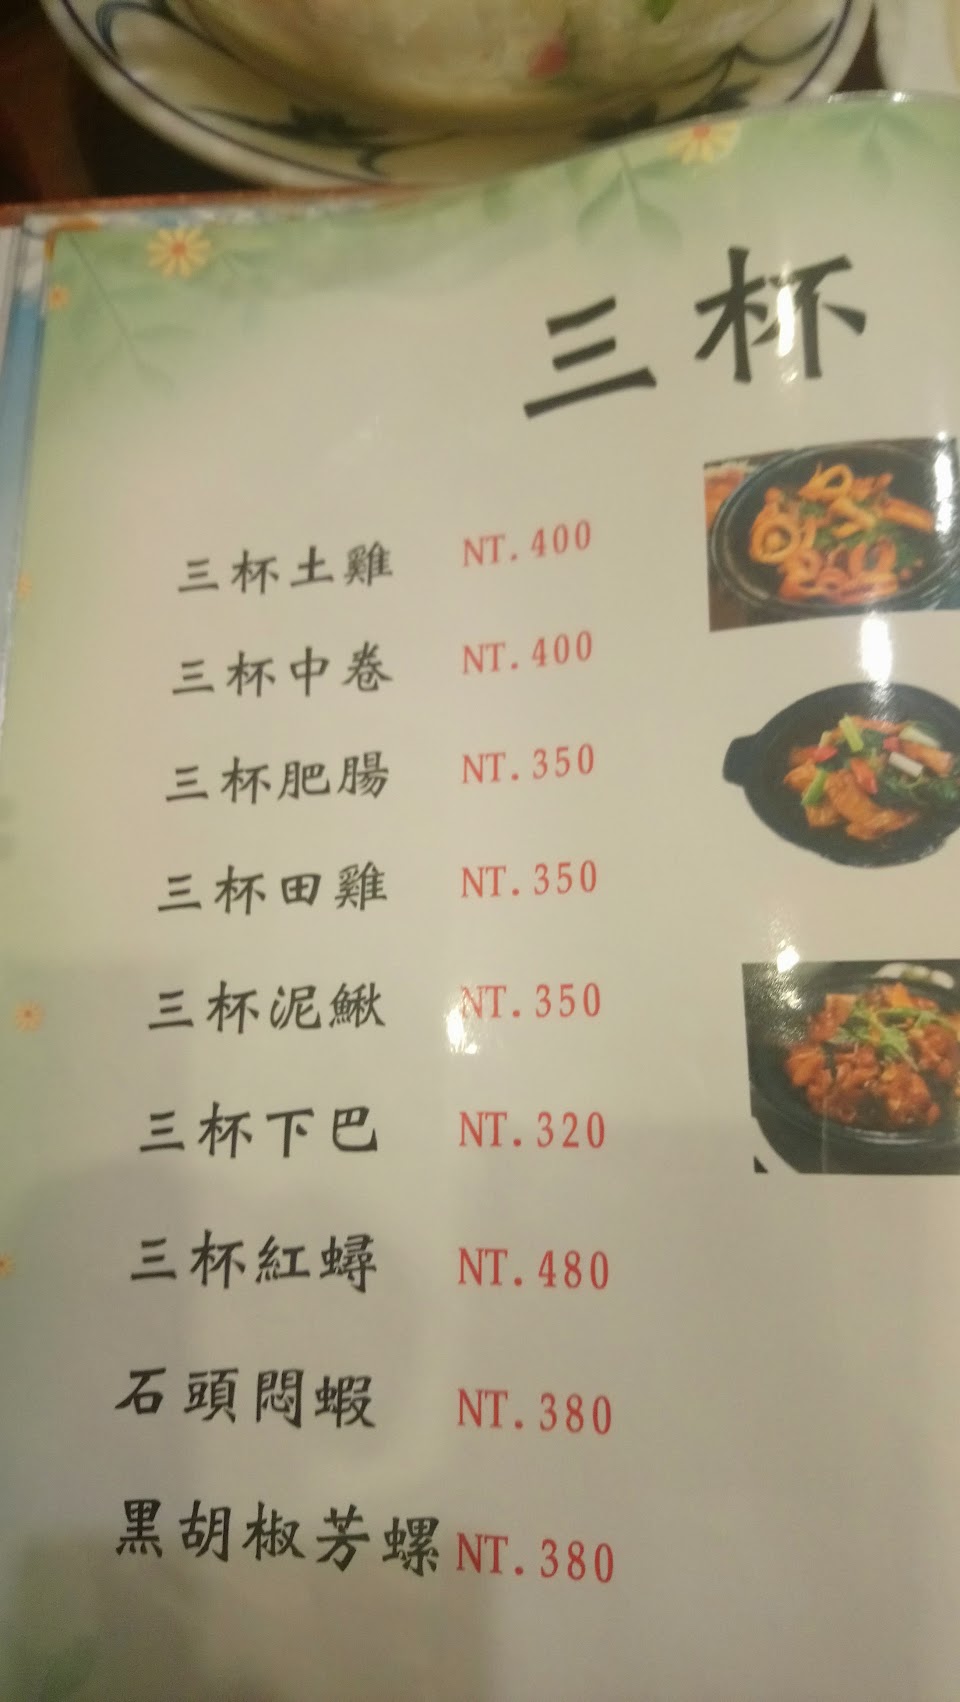 三杯
三杯土雞 NT.400
三杯中卷 NT.400
三杯肥腸 NT.350
三杯田雞 NT.350
三杯泥鰍 NT.350
三杯下巴 NT.320
三杯紅蟳 NT.480
石頭悶蝦 NT.380
黑胡椒芳螺 NT.380